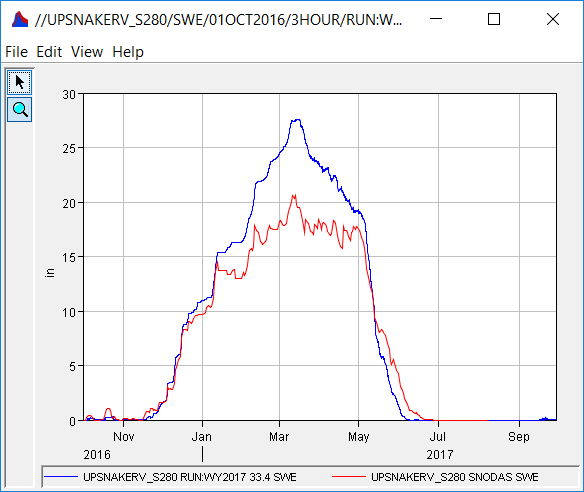 //UPSNAKERV_S280/SWE/01OCT2016/3HOUR/RUN:W...
File Edit View Help
30
25
20
15
10
5
0
in
Nov Jan Mar May Jul Sep
2016 2017
UPSNAKERV_S280 RUN:WY2017 33.4 SWE UPSNAKERV_S280 SNODAS SWE